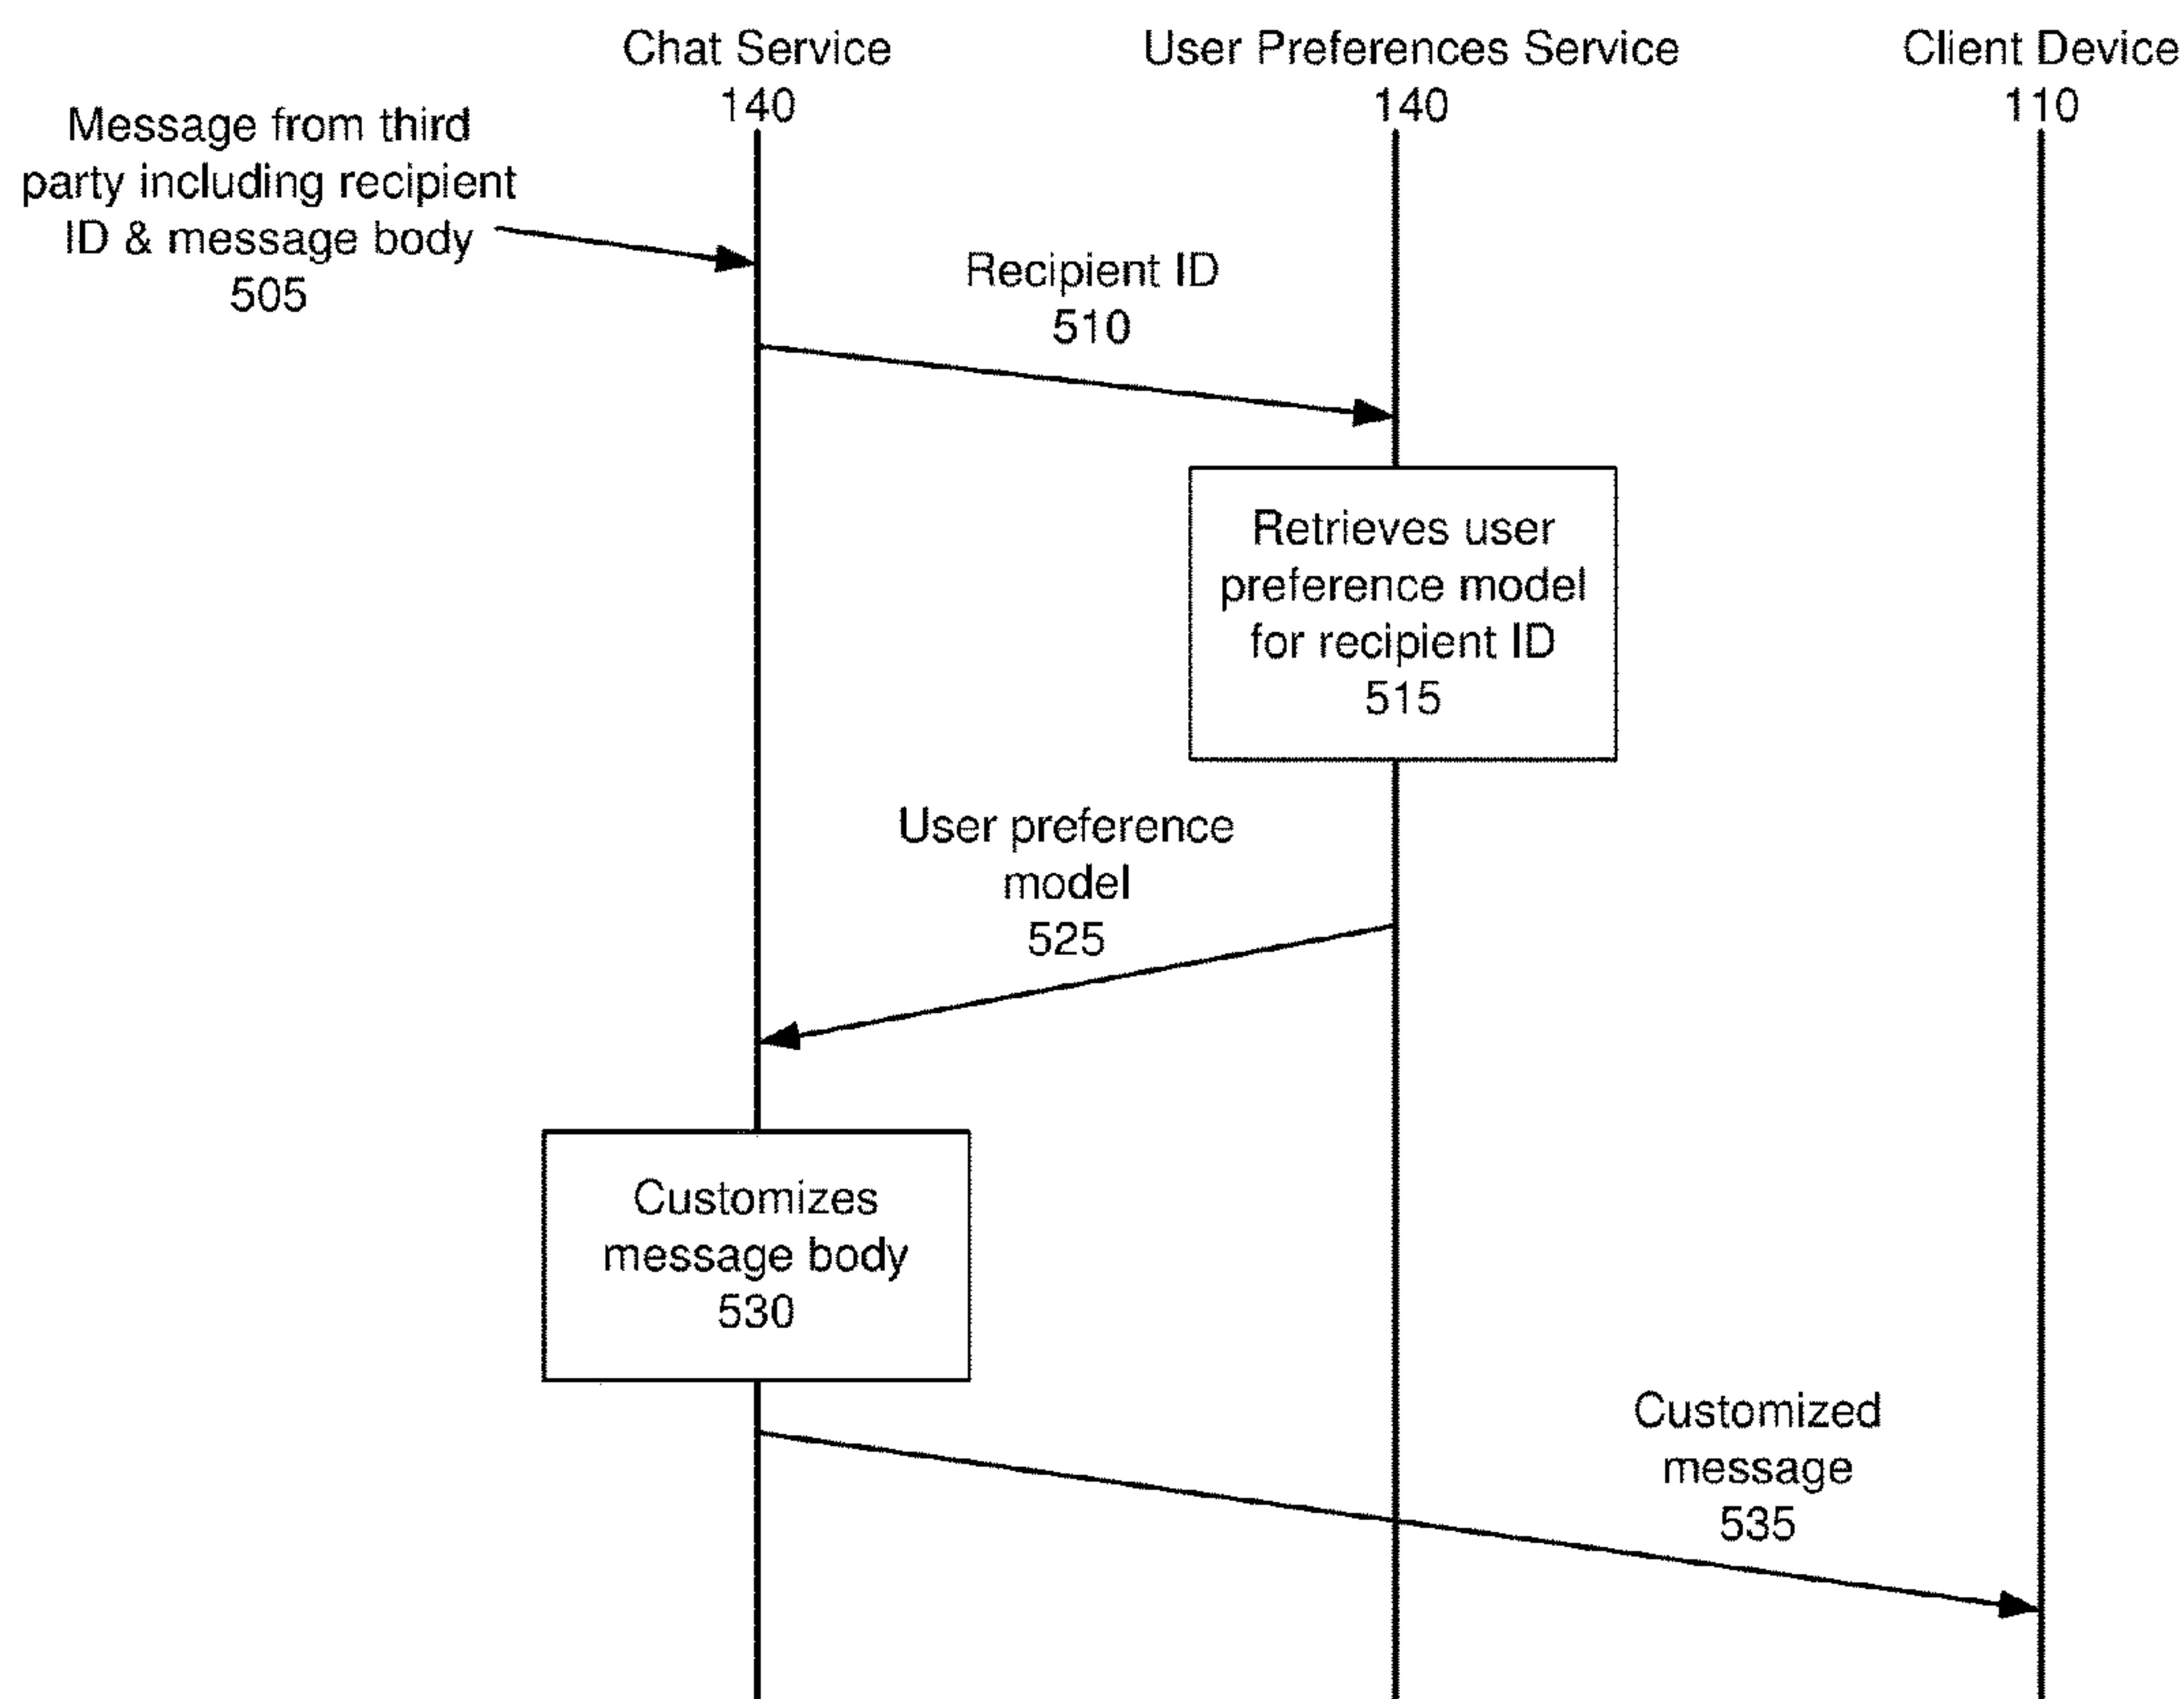 Chat Service
140
User Preferences Service
140
Client Device
110
Message from third
party including recipient
ID & message body
505
Recipient ID
510
Retrieves user
preference model
for recipient ID
515
User preference
model
525
Customizes
message body
530
Customized
message
535